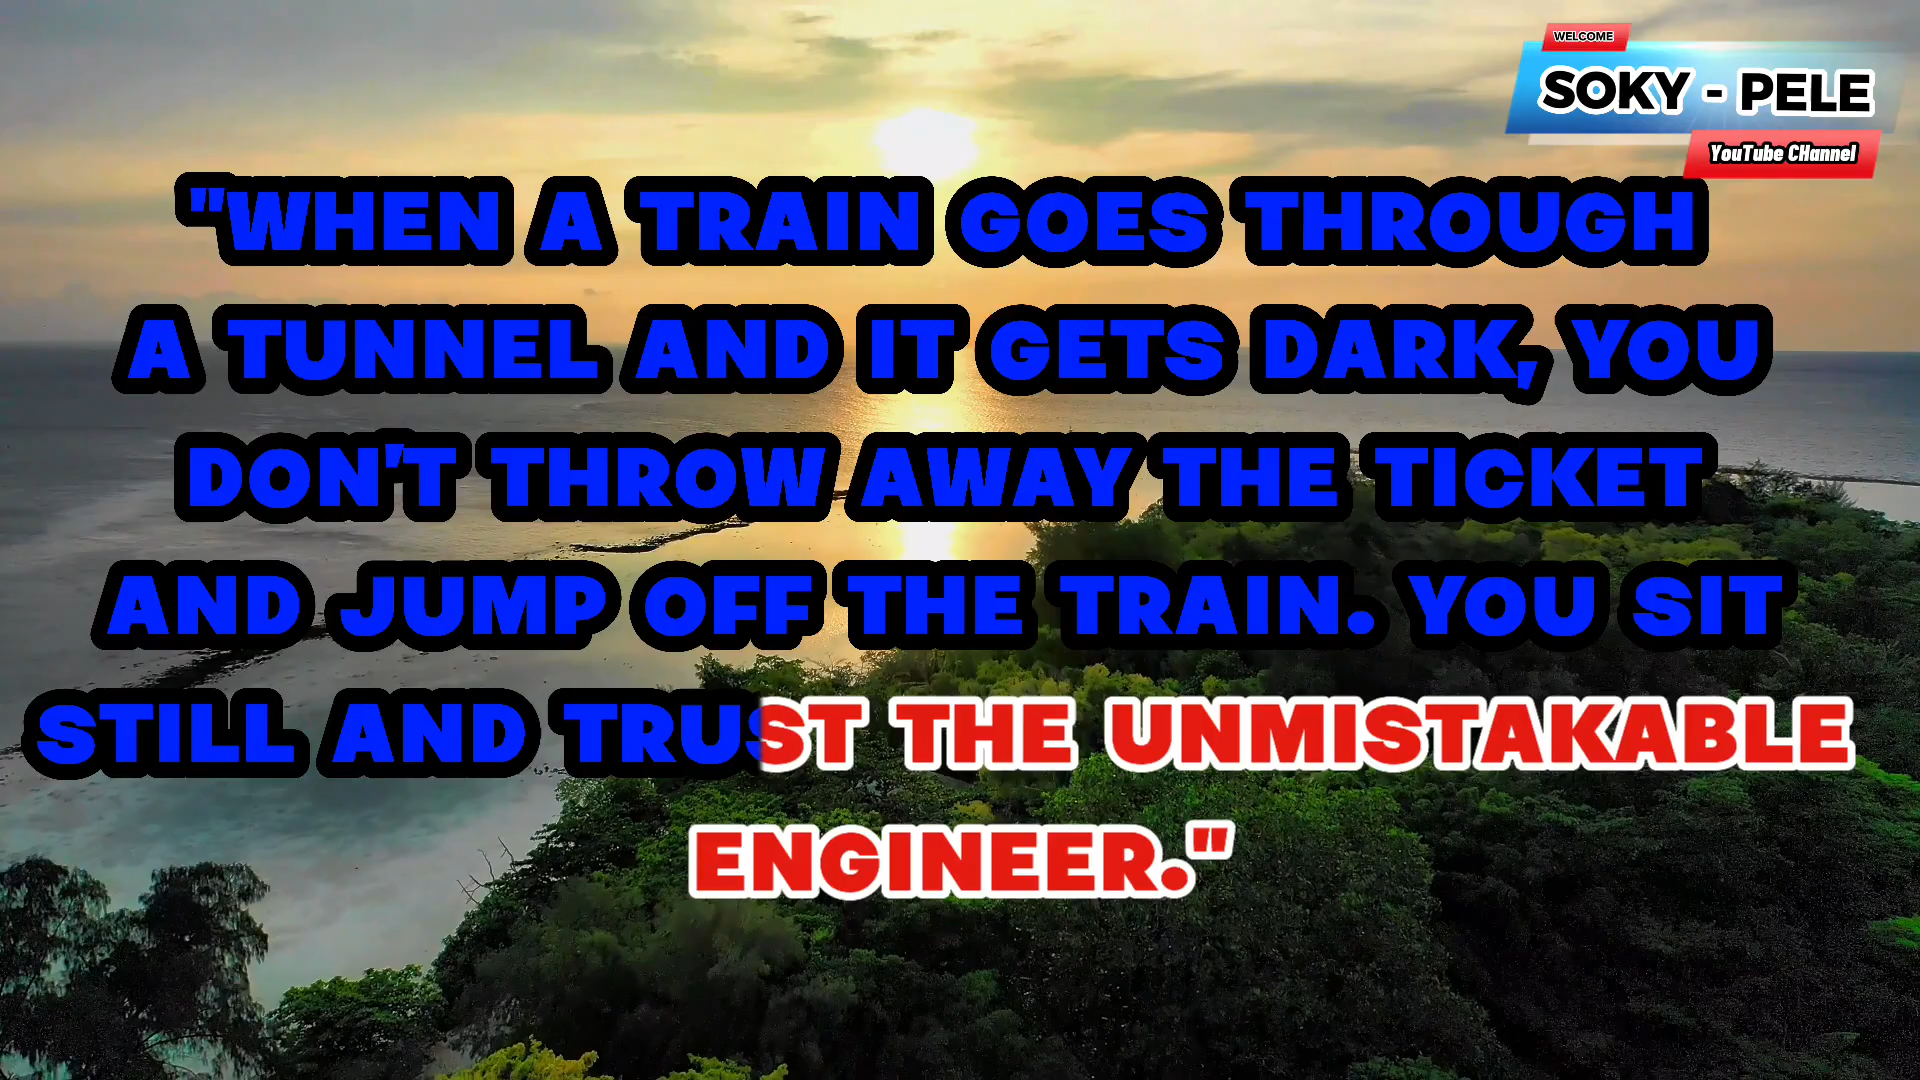 WELCOME
SOKY - PELE
YouTube CHannel
"WHEN A TRAIN GOES THROUGH
A TUNNEL AND IT GETS DARK, YOU
DON'T THROW AWAY THE TICKET
AND JUMP OFF THE TRAIN. YOU SIT
STILL AND TRUST THE UNMISTAKABLE
ENGINEER."